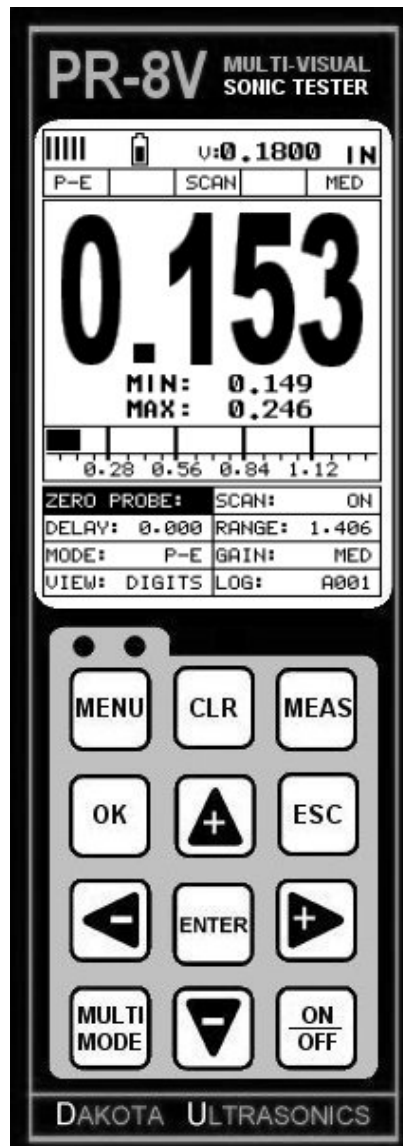 PR-8V MULTI-VISUAL
SONIC TESTER
V:0.1800 IN
P-E SCAN MED
0.153
MIN: 0.149
MAX: 0.246
0.28 0.56 0.84 1.12
ZERO PROBE: SCAN: ON
DELAY: 0.000 RANGE: 1.406
MODE: P-E GAIN: MED
VIEW: DIGITS LOG: A001
MENU CLR MEAS
OK + ESC
- ENTER +
MULTI MODE - ON OFF
DAKOTA ULTRASONICS